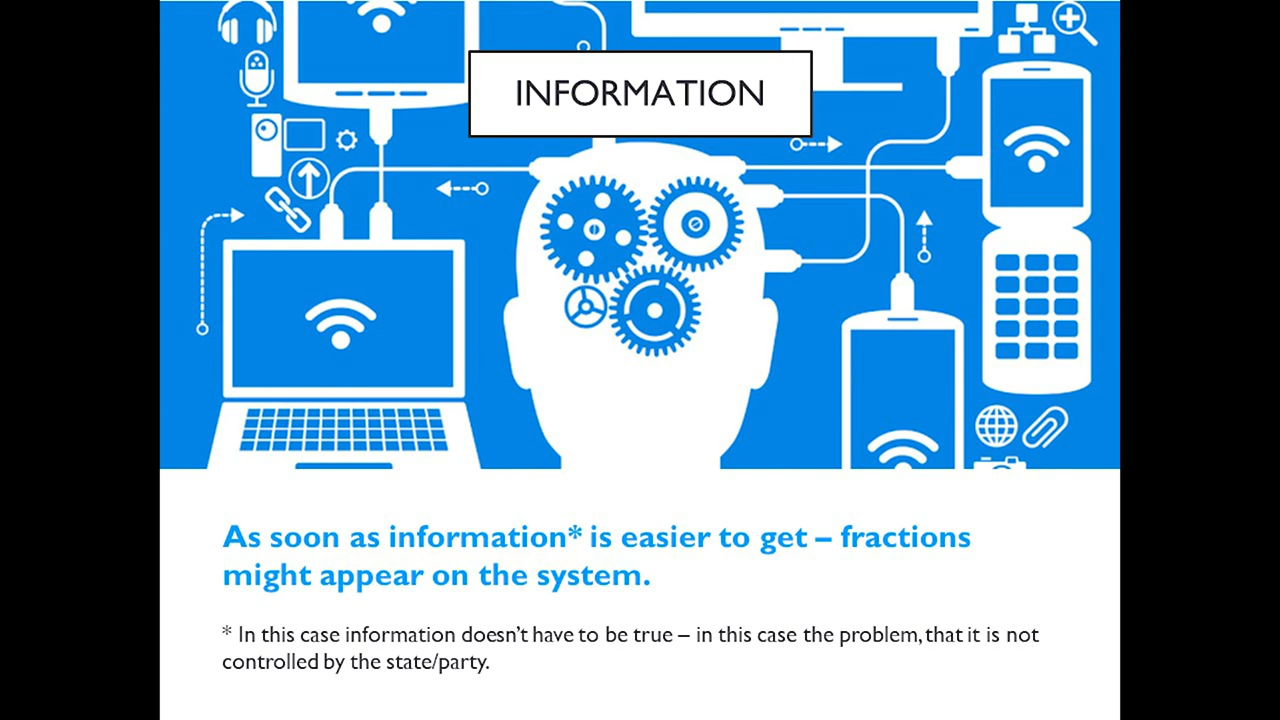 INFORMATION
As soon as information* is easier to get – fractions
might appear on the system.
* In this case information doesn't have to be true – in this case the problem, that it is not
controlled by the state/party.